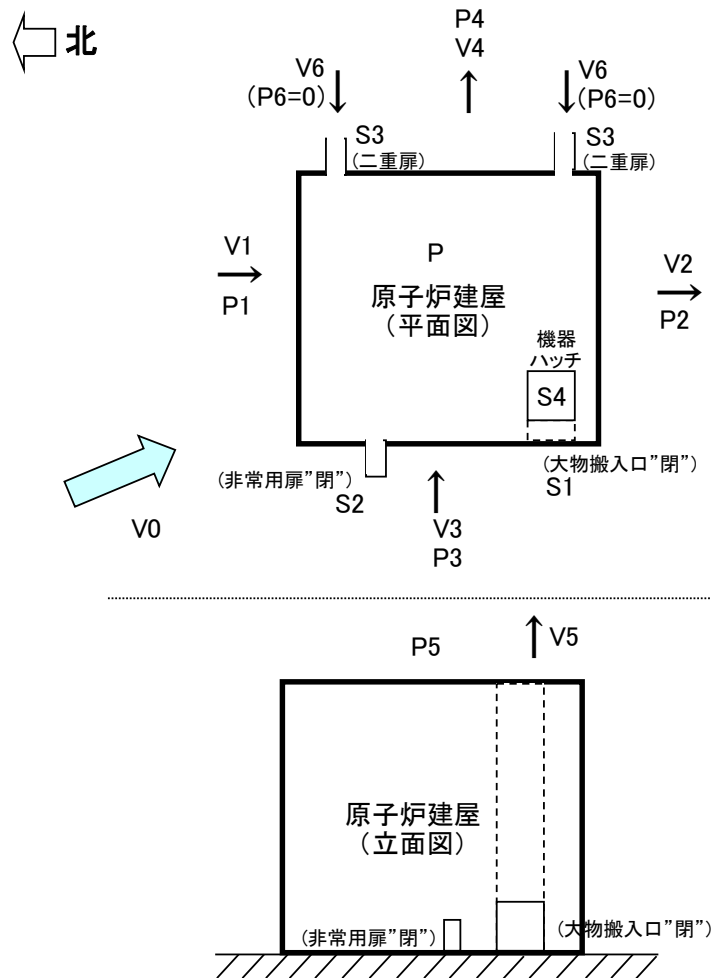 北
P4
V4
V6
(P6=0)
V6
(P6=0)
S3
(二重扉)
S3
(二重扉)
V1
P1
P
原子炉建屋
(平面図)
V2
P2
機器
ハッチ
S4
(非常用扉”閉”)
S2
(大物搬入口”閉”)
S1
V0
V3
P3
P5
V5
原子炉建屋
(立面図)
(非常用扉”閉”)
(大物搬入口”閉”)